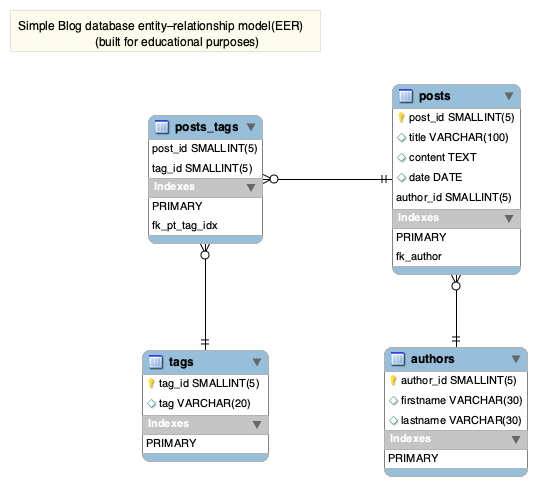 Simple Blog database entity–relationship model(EER)
(built for educational purposes)
posts_tags
post_id SMALLINT(5)
tag_id SMALLINT(5)
Indexes
PRIMARY
fk_pt_tag_idx
posts
post_id SMALLINT(5)
title VARCHAR(100)
content TEXT
date DATE
author_id SMALLINT(5)
Indexes
PRIMARY
fk_author
tags
tag_id SMALLINT(5)
tag VARCHAR(20)
Indexes
PRIMARY
authors
author_id SMALLINT(5)
firstname VARCHAR(30)
lastname VARCHAR(30)
Indexes
PRIMARY